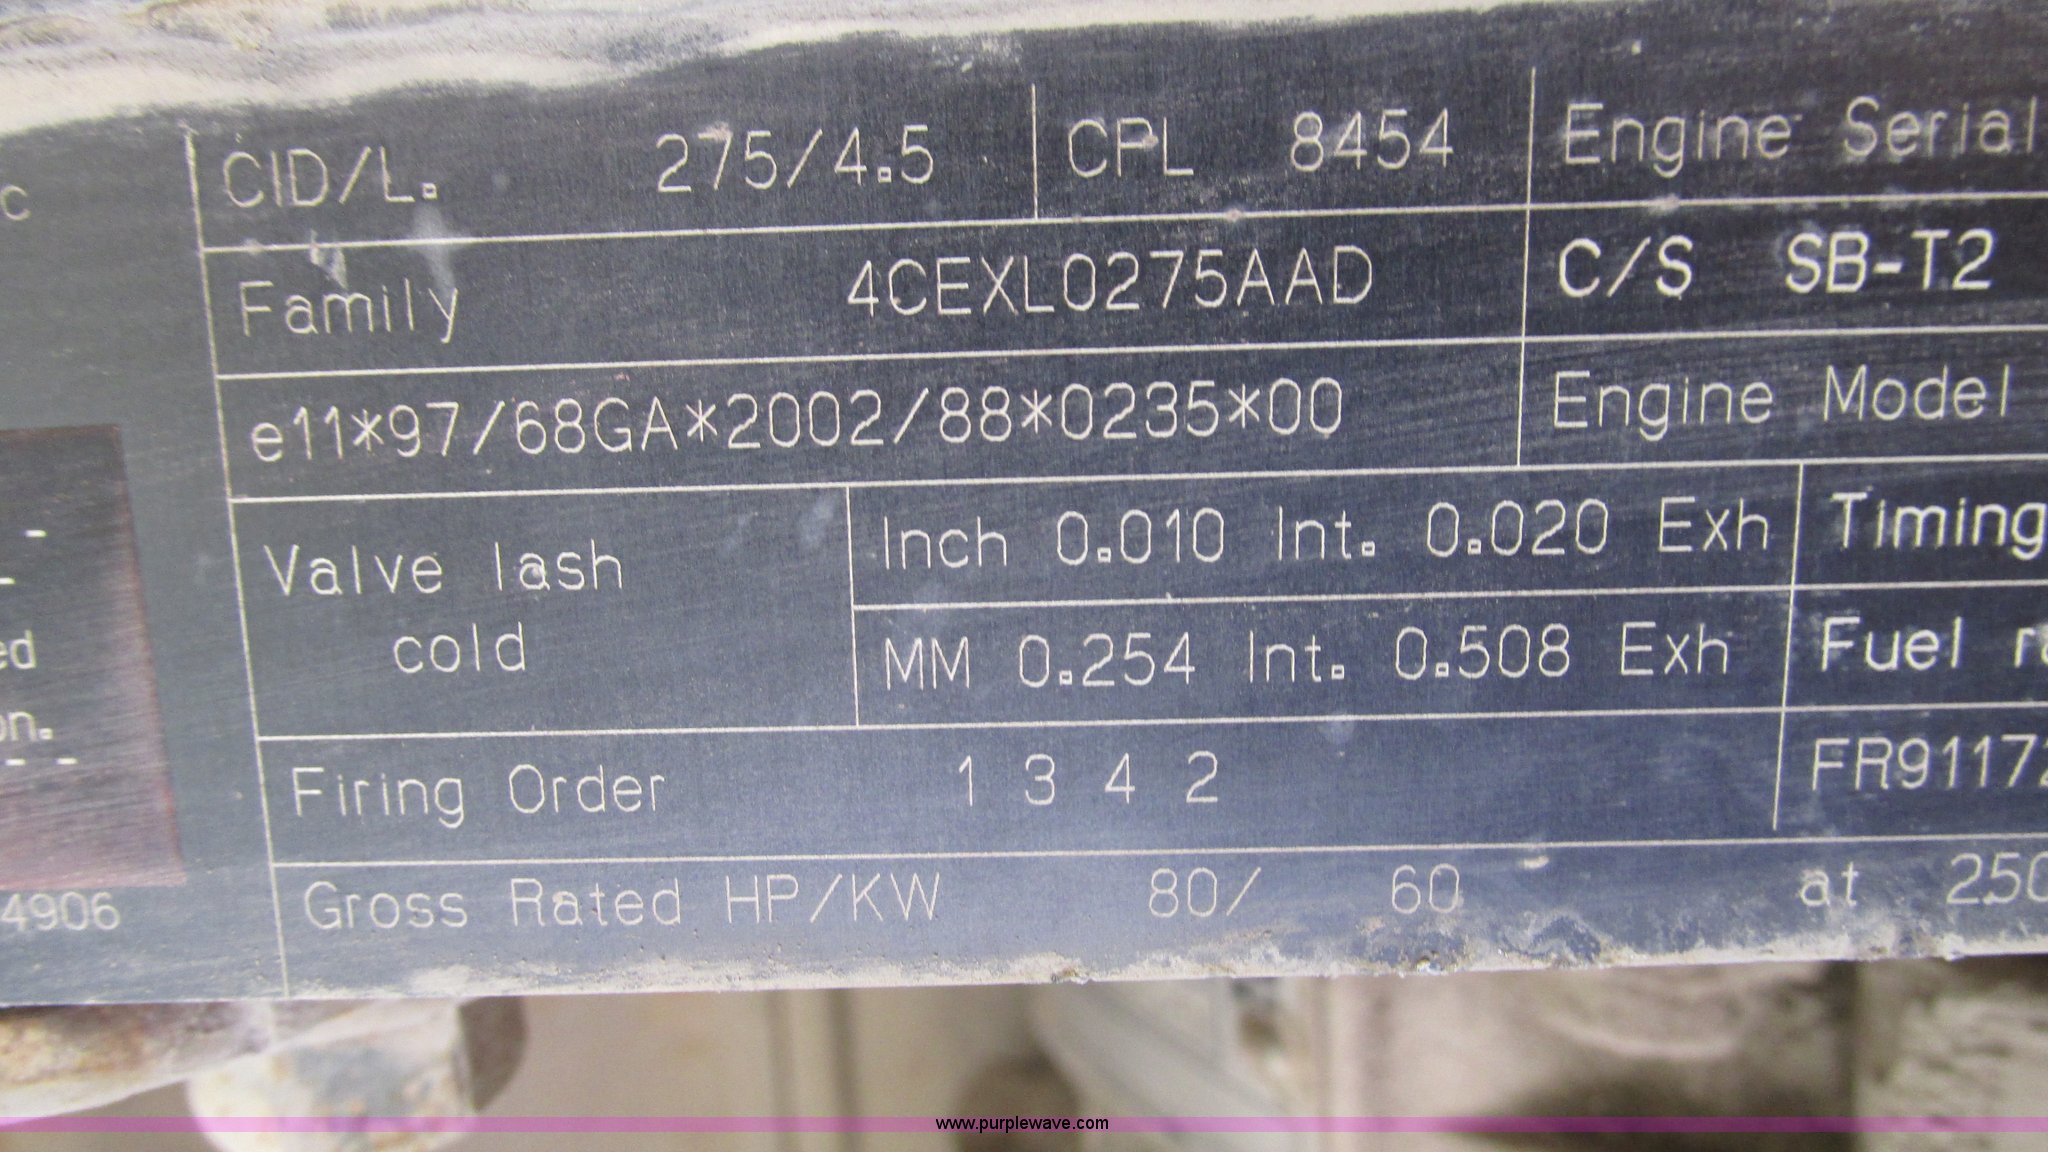 c
CID/L. 275/4.5 CPL 8454 Engine Serial
Family 4CEXL0275AAD C/S SB-T2
e11*97/68GA*2002/88*0235*00 Engine Model
Valve lash cold
Inch 0.010 Int. 0.020 Exh Timing
MM 0.254 Int. 0.508 Exh Fuel
ed
on.
Firing Order 1 3 4 2 FR91172
Gross Rated HP/KW 80/ 60 at 250
4906
www.purplewave.com